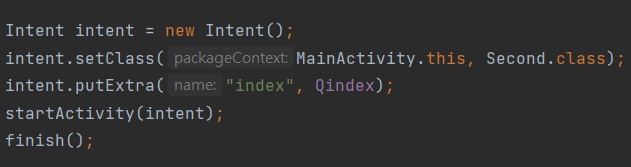 Intent intent = new Intent();
intent.setClass( packageContext: MainActivity.this, Second.class);
intent.putExtra( name: "index", Qindex);
startActivity(intent);
finish();